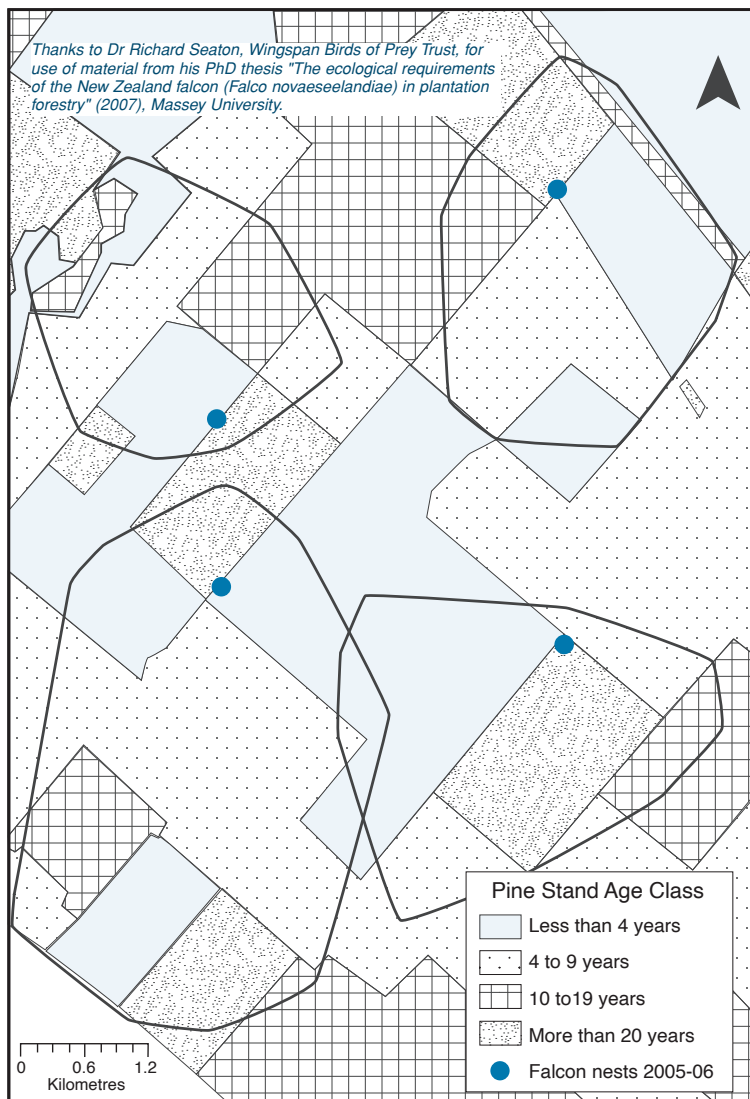 Thanks to Dr Richard Seaton, Wingspan Birds of Prey Trust, for
use of material from his PhD thesis "The ecological requirements
of the New Zealand falcon (Falco novaeseelandiae) in plantation
forestry" (2007), Massey University.
Pine Stand Age Class
Less than 4 years
4 to 9 years
10 to19 years
More than 20 years
Falcon nests 2005-06
0 0.6 1.2
Kilometres